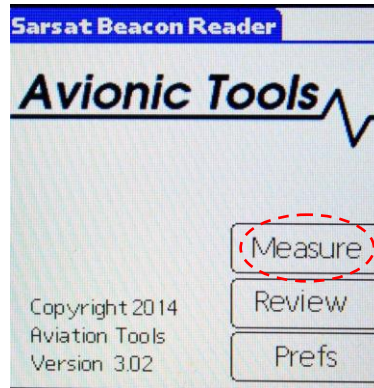 Sarsat Beacon Reader
Avionic Tools
Measure
Review
Prefs
Copyright 2014
Aviation Tools
Version 3.02